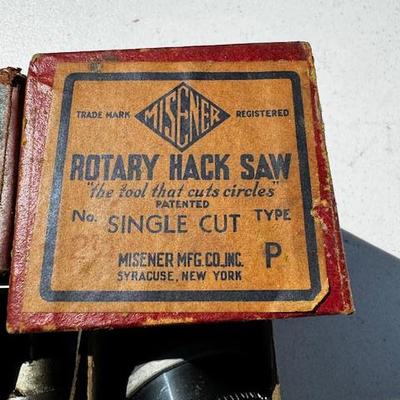 TRADE MARK MISENER REGISTERED
ROTARY HACK SAW
"the tool that cuts circles"
PATENTED
No. SINGLE CUT TYPE
MISENER MFG. CO., INC. P
SYRACUSE, NEW YORK